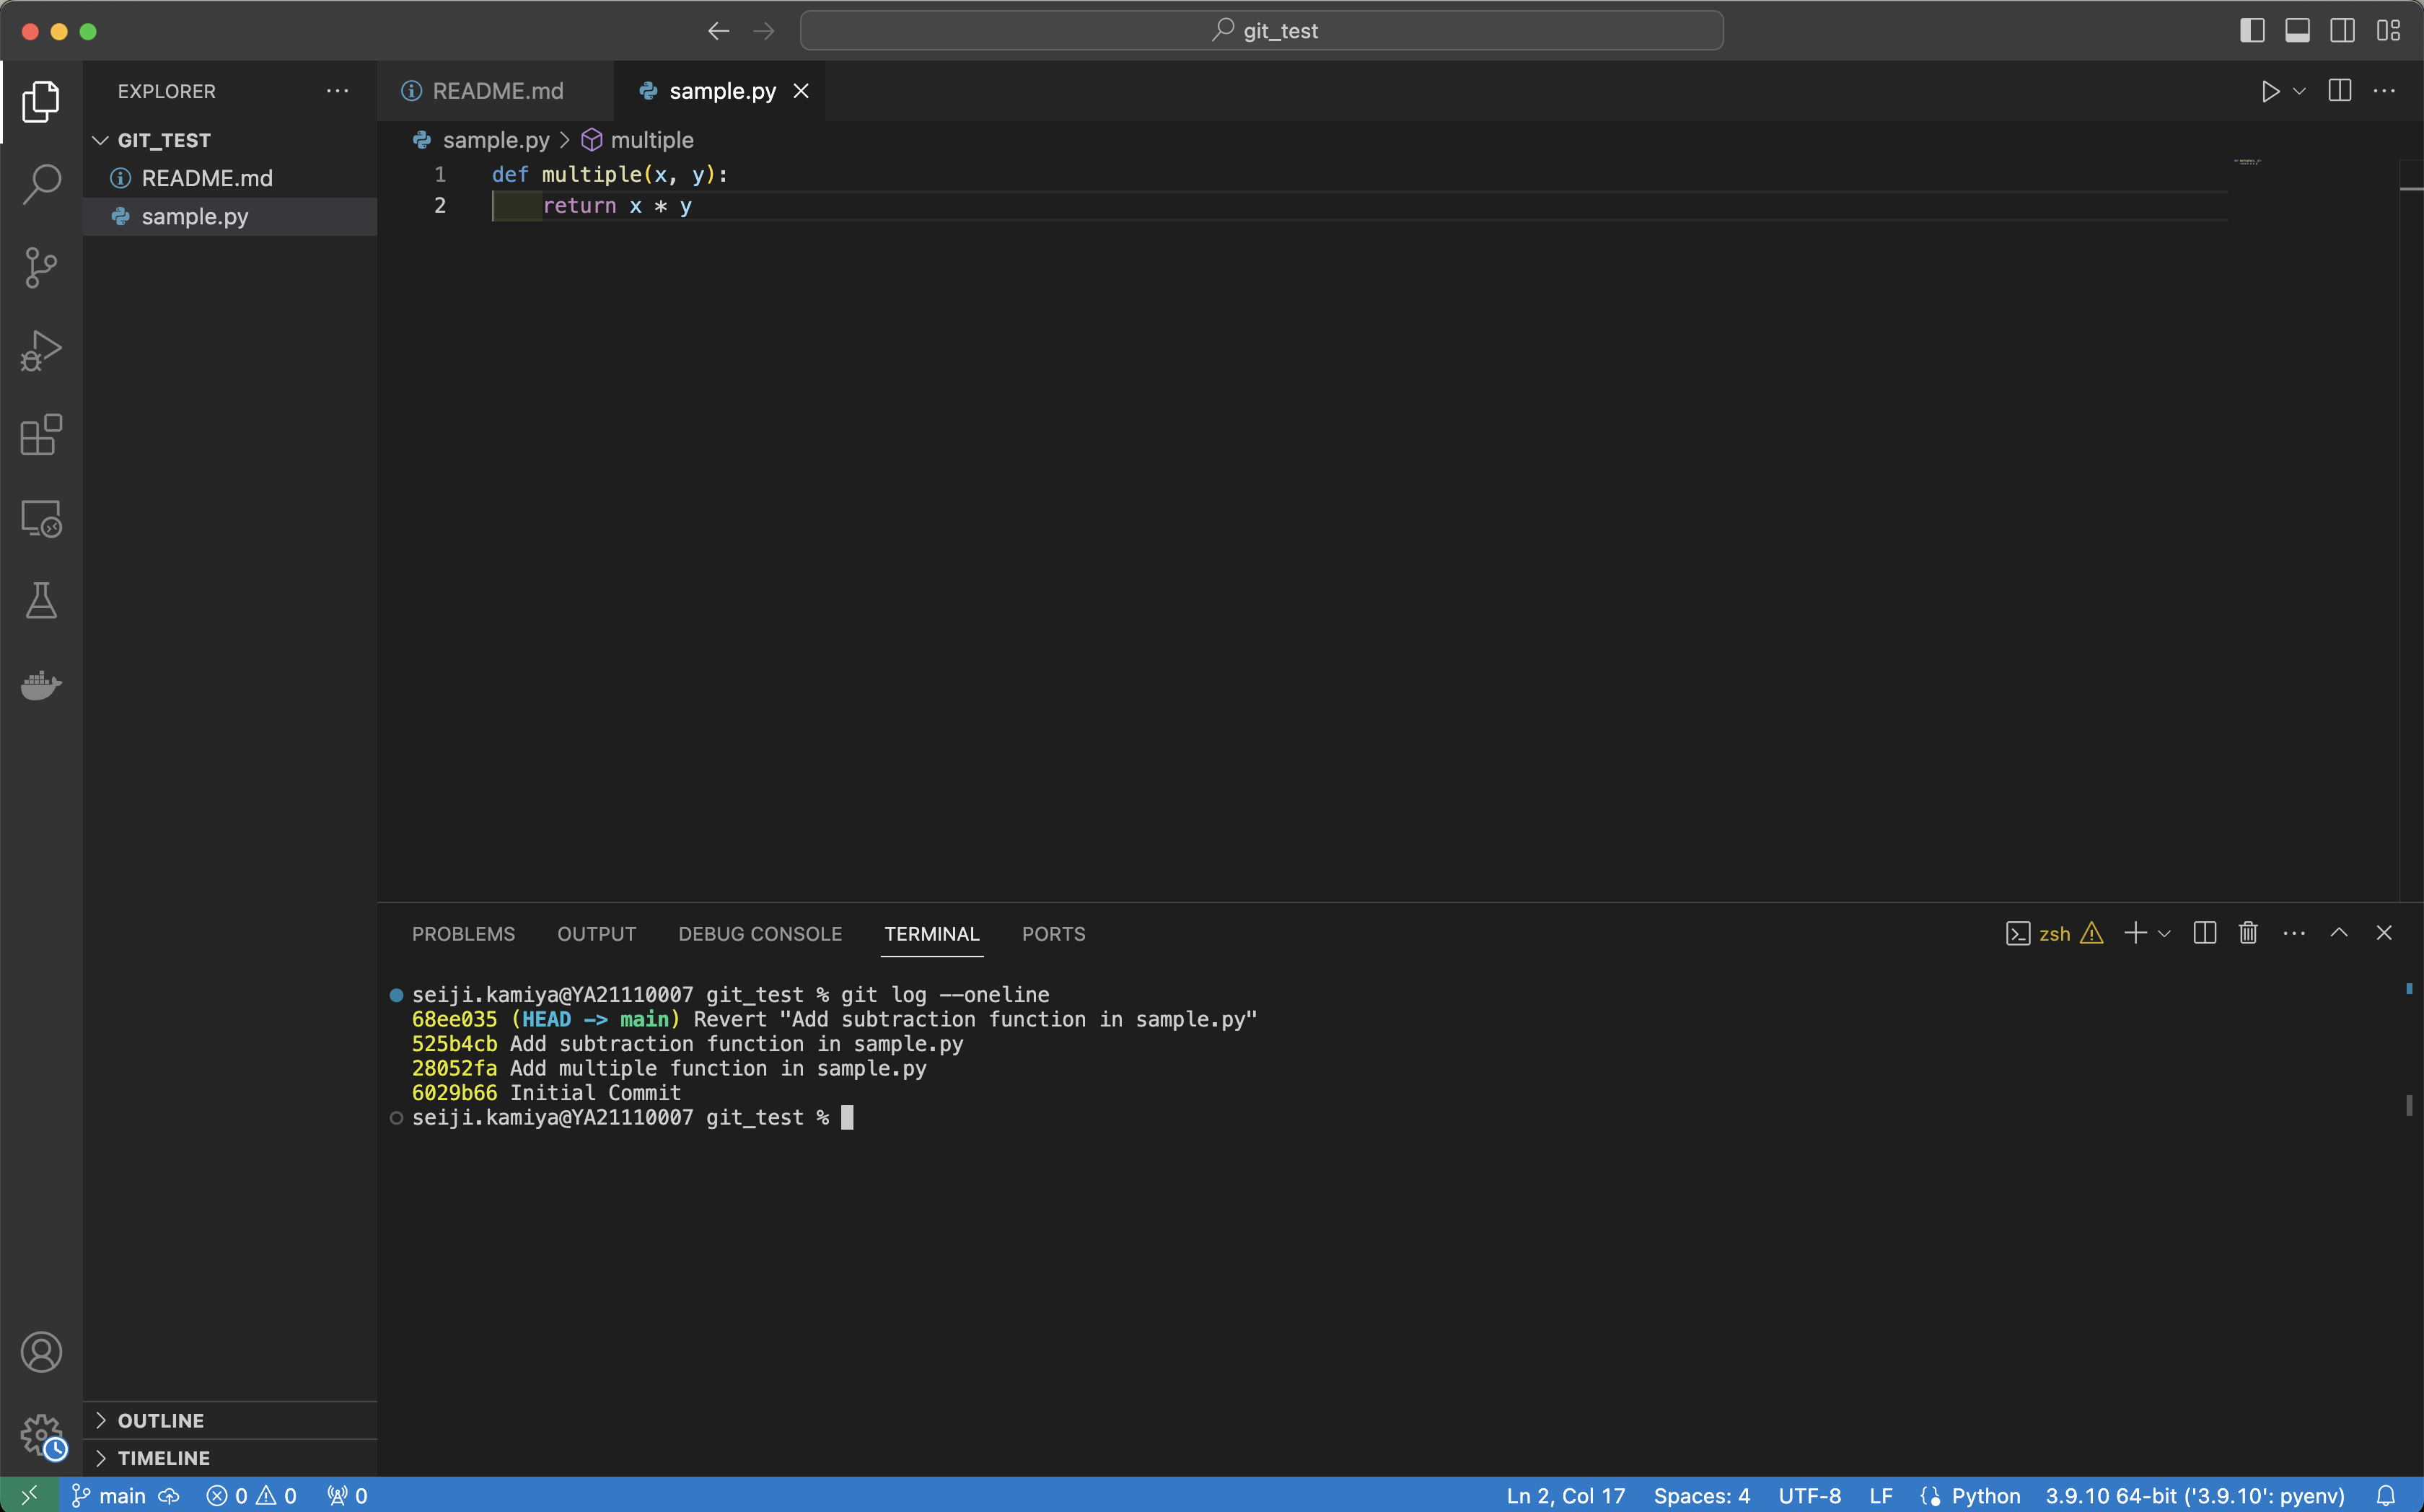 git_test
EXPLORER
README.md
sample.py
GIT_TEST
README.md
sample.py
sample.py > multiple
1 def multiple(x, y):
2 return x * y
PROBLEMS OUTPUT DEBUG CONSOLE TERMINAL PORTS
zsh
seiji.kamiya@YA21110007 git_test % git log --oneline
68ee035 (HEAD -> main) Revert "Add subtraction function in sample.py"
525b4cb Add subtraction function in sample.py
28052fa Add multiple function in sample.py
6029b66 Initial Commit
seiji.kamiya@YA21110007 git_test %
OUTLINE
TIMELINE
main 0 0 0 Ln 2, Col 17 Spaces: 4 UTF-8 LF Python 3.9.10 64-bit ('3.9.10': pyenv)